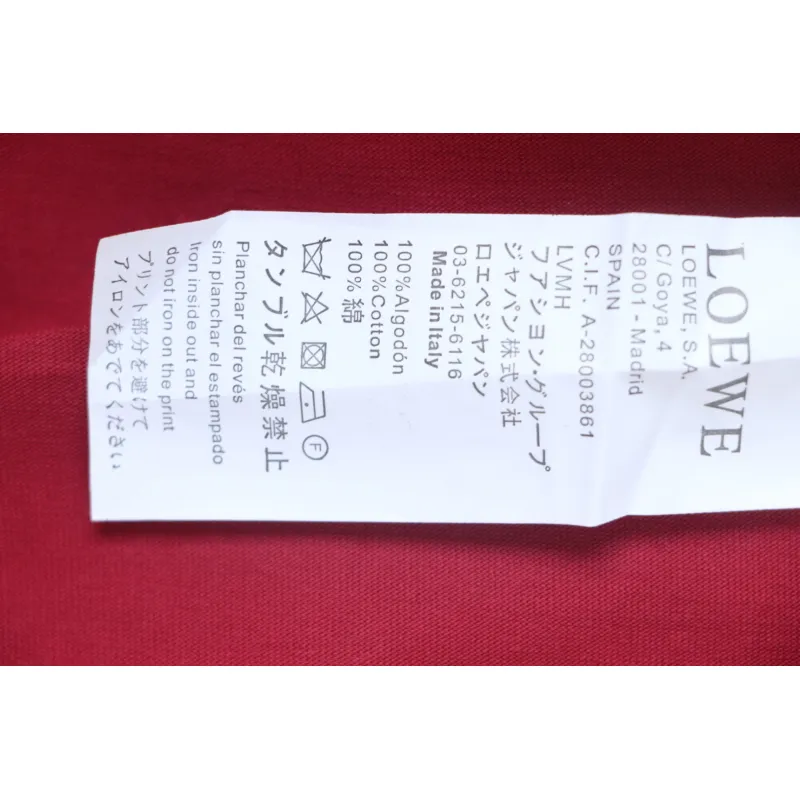 LOEWE
LOEWE, S.A.
C/ Goya, 4
28001 - Madrid
SPAIN
C.I.F. A-28003861
LVMH
ファシヨン・グループ
ジャパン株式会社
ロエベジャパン
03-6215-6116
Made in Italy
100%Algodón
100%Cotton
100% 綿
F
タンブル乾燥禁止
Planchar del revés
sin planchar el estampado
Iron inside out and
do not iron on the print
プリント部分を避けて
アイロンをあててください